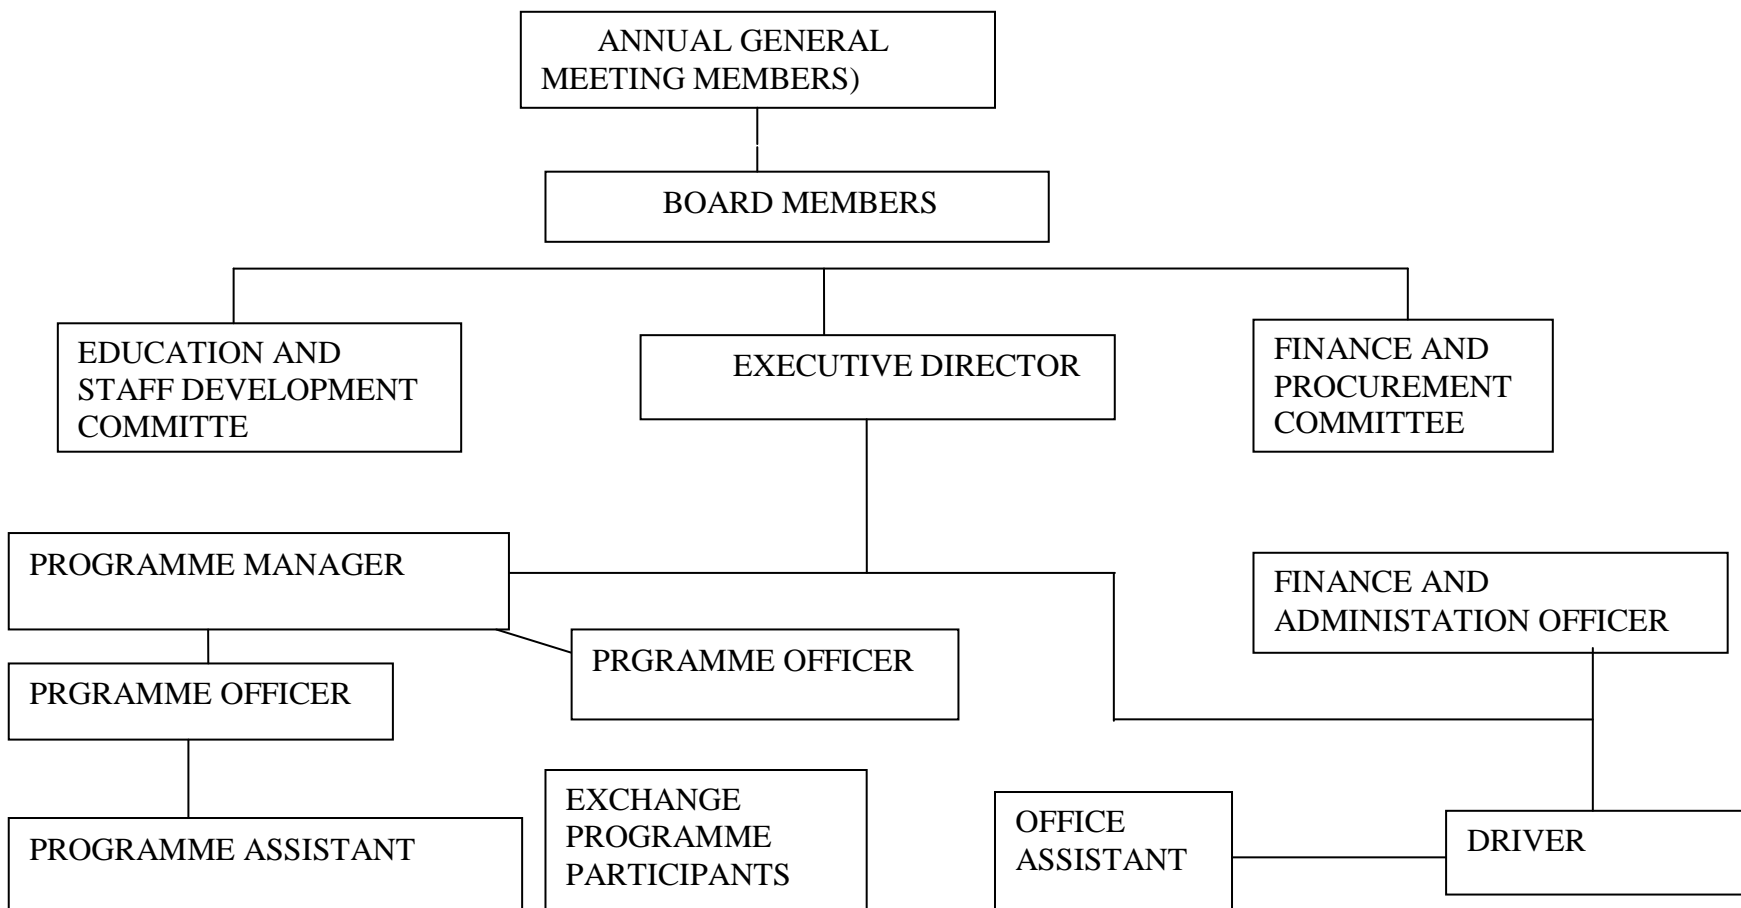 ANNUAL GENERAL
MEETING MEMBERS)
BOARD MEMBERS
EDUCATION AND
STAFF DEVELOPMENT
COMMITTE
EXECUTIVE DIRECTOR
FINANCE AND
PROCUREMENT
COMMITTEE
PROGRAMME MANAGER
FINANCE AND
ADMINISTATION OFFICER
PRGRAMME OFFICER
PRGRAMME OFFICER
PROGRAMME ASSISTANT
EXCHANGE
PROGRAMME
PARTICIPANTS
OFFICE
ASSISTANT
DRIVER